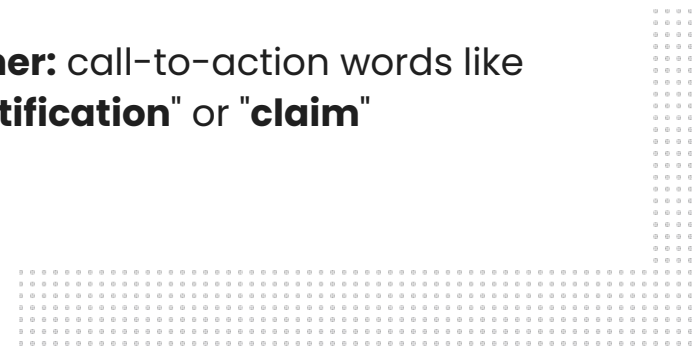 her: call-to-action words like
tification" or "claim"